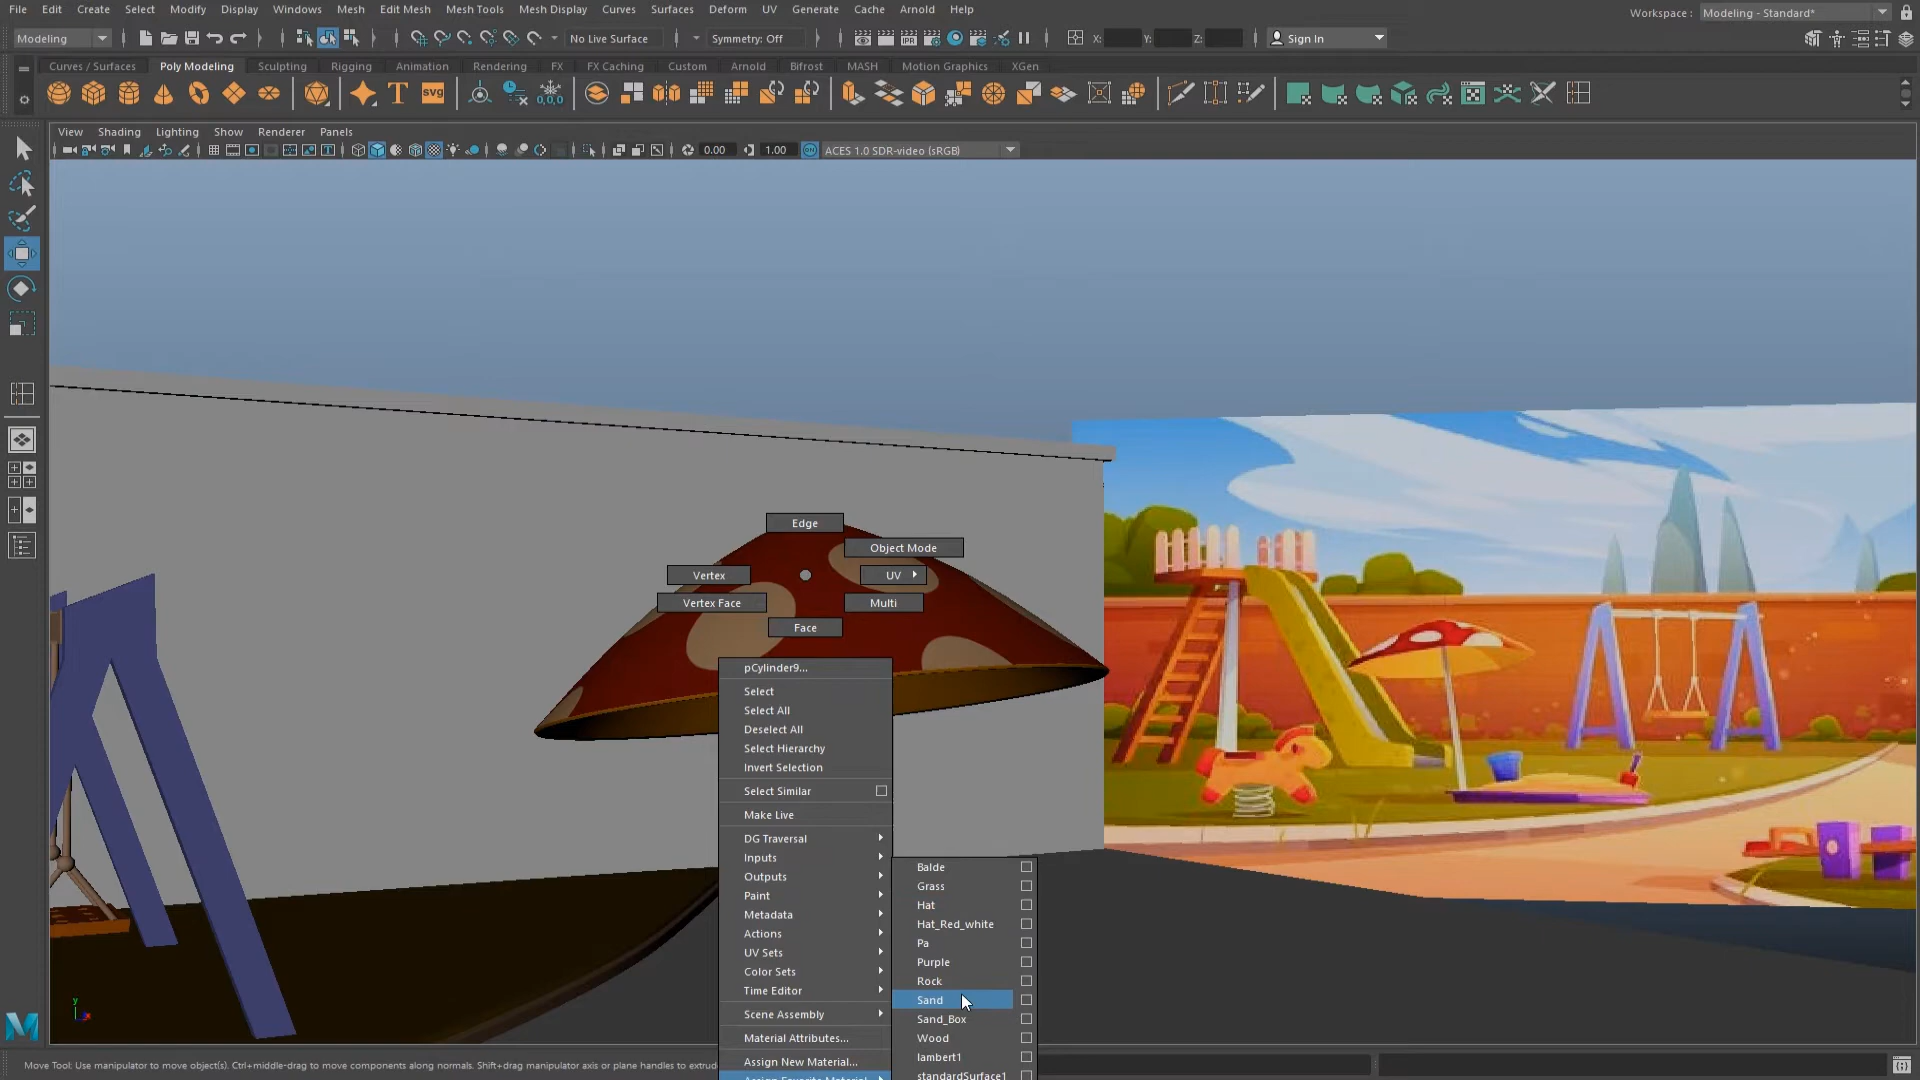 File Edit Create Select Modify Display Windows Mesh Edit Mesh Mesh Tools Mesh Display Curves Surfaces Deform UV Generate Cache Arnold Help
Workspace : Modeling - Standard*
Modeling No Live Surface Symmetry: Off X: Y: Z: Sign In
Curves / Surfaces Poly Modeling Sculpting Rigging Animation Rendering FX FX Caching Custom Arnold Bifrost MASH Motion Graphics XGen
T svg 0,0,0
View Shading Lighting Show Renderer Panels
0.00 1.00 ACES 1.0 SDR-video (sRGB)
Edge
Object Mode
Vertex UV
Vertex Face Multi
Face
pCylinder9...
Select
Select All
Deselect All
Select Hierarchy
Invert Selection
Select Similar
Make Live
DG Traversal
Inputs
Outputs
Paint
Metadata
Actions
UV Sets
Color Sets
Time Editor
Scene Assembly
Material Attributes...
Assign New Material...
Assign Favorite Material
Balde
Grass
Hat
Hat_Red_white
Pa
Purple
Rock
Sand
Sand_Box
Wood
lambert1
standardSurface1
y
Move Tool: Use manipulator to move object(s). Ctrl+middle-drag to move components along normals. Shift+drag manipulator axis or plane handles to extrud